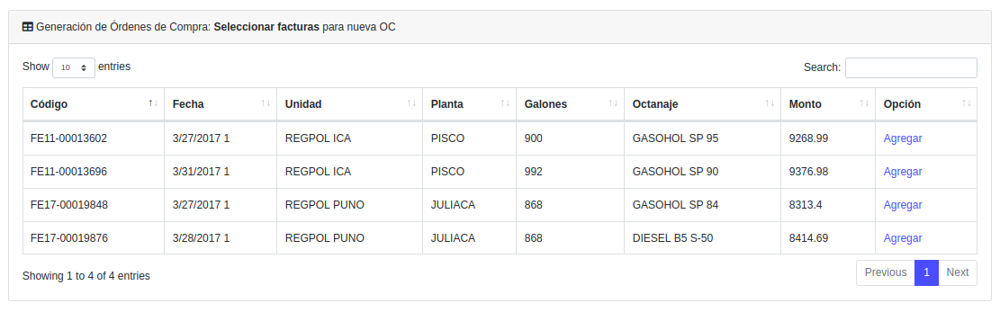 Generación de Órdenes de Compra: Seleccionar facturas para nueva OC
Show 10 entries
Search:
Código Fecha Unidad Planta Galones Octanaje Monto Opción
FE11-00013602 3/27/2017 1 REGPOL ICA PISCO 900 GASOHOL SP 95 9268.99 Agregar
FE11-00013696 3/31/2017 1 REGPOL ICA PISCO 992 GASOHOL SP 90 9376.98 Agregar
FE17-00019848 3/27/2017 1 REGPOL PUNO JULIACA 868 GASOHOL SP 84 8313.4 Agregar
FE17-00019876 3/28/2017 1 REGPOL PUNO JULIACA 868 DIESEL B5 S-50 8414.69 Agregar
Showing 1 to 4 of 4 entries
Previous 1 Next